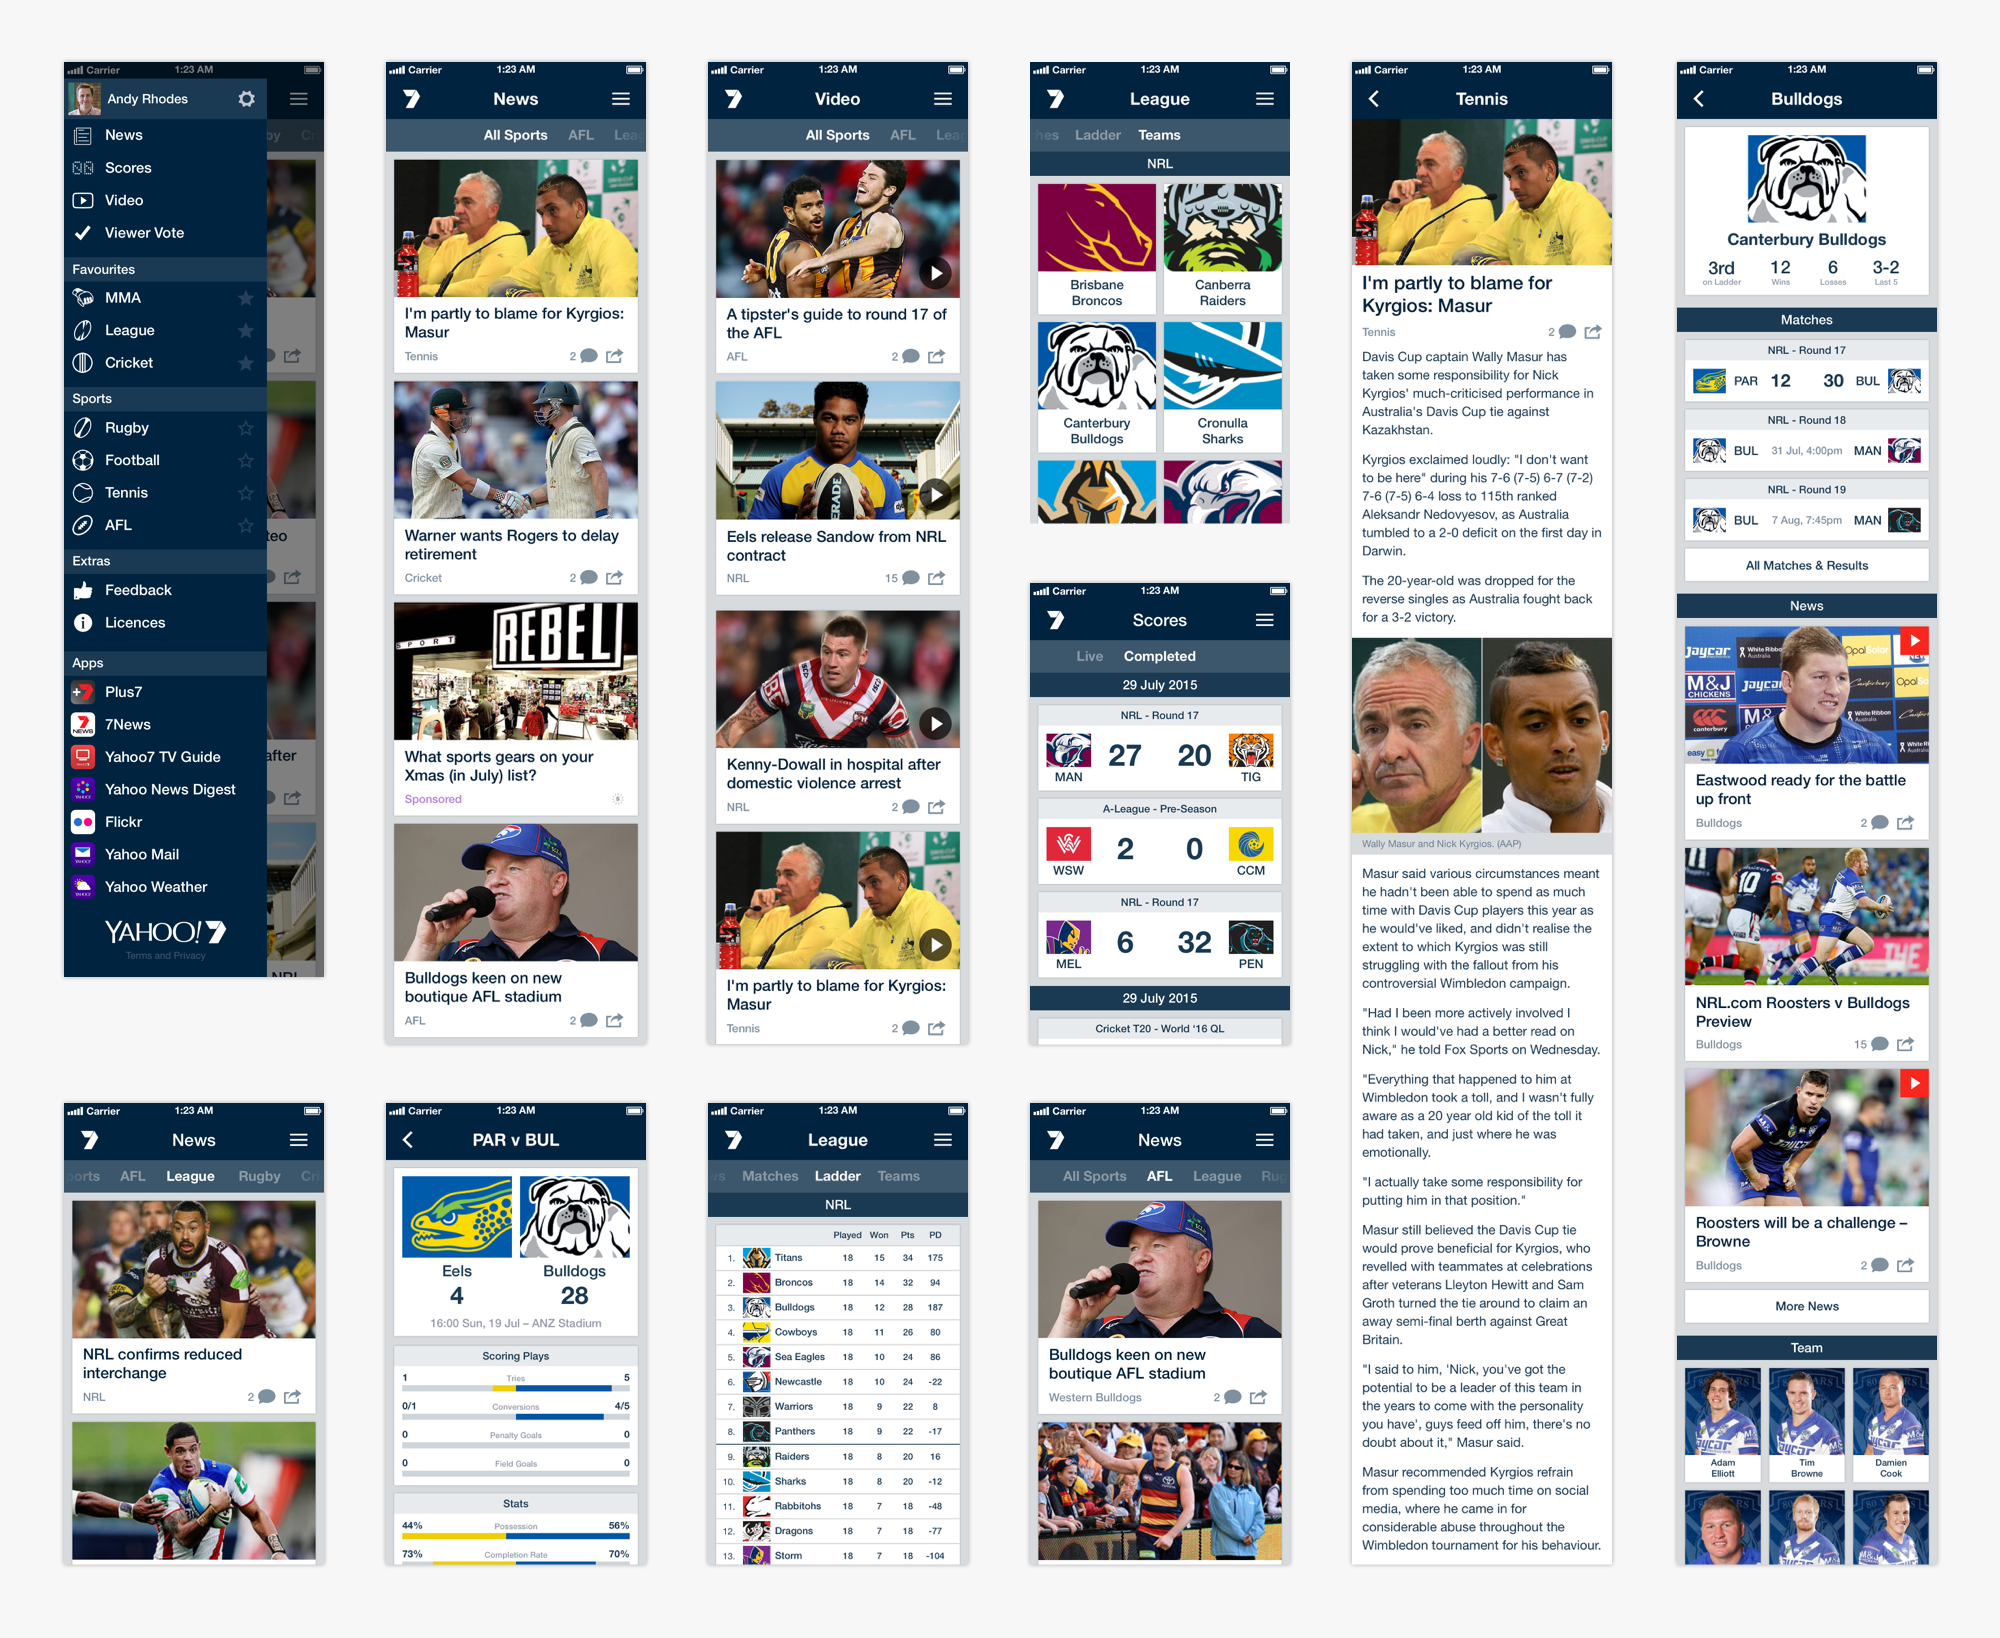 Carrier 1:23 AM
Andy Rhodes
News
Scores
Video
Viewer Vote
Favourites
MMA
League
Cricket
Sports
Rugby
Football
Tennis
AFL
Extras
Feedback
Licences
Apps
Plus7
7News
Yahoo7 TV Guide
Yahoo News Digest
Flickr
Yahoo Mail
Yahoo Weather
YAHOO!7
Terms and Privacy
Carrier 1:23 AM
News
All Sports AFL
I'm partly to blame for Kyrgios:
Masur
Tennis 2
Warner wants Rogers to delay
retirement
Cricket 2
SPORT
REBEL
What sports gears on your
Xmas (in July) list?
Sponsored
Bulldogs keen on new
boutique AFL stadium
AFL 2
Carrier 1:23 AM
Video
All Sports AFL
A tipster's guide to round 17 of
the AFL
AFL 2
Eels release Sandow from NRL
contract
NRL 15
Kenny-Dowall in hospital after
domestic violence arrest
NRL 2
I'm partly to blame for Kyrgios:
Masur
Tennis 2
Carrier 1:23 AM
League
Ladder Teams
NRL
Brisbane
Broncos
Canberra
Raiders
Canterbury
Bulldogs
Cronulla
Sharks
Carrier 1:23 AM
Scores
Live Completed
29 July 2015
NRL - Round 17
27 20
MAN TIG
A-League - Pre-Season
2 0
WSW CCM
NRL - Round 17
6 32
MEL PEN
29 July 2015
Cricket T20 - World ‘16 QL
Carrier 1:23 AM
Tennis
I'm partly to blame for
Kyrgios: Masur
Tennis 2
Davis Cup captain Wally Masur has
taken some responsibility for Nick
Kyrgios' much-criticised performance in
Australia's Davis Cup tie against
Kazakhstan.
Kyrgios exclaimed loudly: "I don't want
to be here" during his 7-6 (7-5) 6-7 (7-2)
7-6 (7-5) 6-4 loss to 115th ranked
Aleksandr Nedovyesov, as Australia
tumbled to a 2-0 deficit on the first day in
Darwin.
The 20-year-old was dropped for the
reverse singles as Australia fought back
for a 3-2 victory.
Wally Masur and Nick Kyrgios. (AAP)
Masur said various circumstances meant
he hadn't been able to spend as much
time with Davis Cup players this year as
he would've liked, and didn't realise the
extent to which Kyrgios was still
struggling with the fallout from his
controversial Wimbledon campaign.
"Had I been more actively involved I
think I would've had a better read on
Nick," he told Fox Sports on Wednesday.
"Everything that happened to him at
Wimbledon took a toll, and I wasn't fully
aware as a 20 year old kid of the toll it
had taken, and just where he was
emotionally.
"I actually take some responsibility for
putting him in that position."
Masur still believed the Davis Cup tie
would prove beneficial for Kyrgios, who
revelled with teammates at celebrations
after veterans Lleyton Hewitt and Sam
Groth turned the tie around to claim an
away semi-final berth against Great
Britain.
"I said to him, 'Nick, you've got the
potential to be a leader of this team in
the years to come with the personality
you have', guys feed off him, there's no
doubt about it," Masur said.
Masur recommended Kyrgios refrain
from spending too much time on social
media, where he came in for
considerable abuse throughout the
Wimbledon tournament for his behaviour.
Carrier 1:23 AM
Bulldogs
Canterbury Bulldogs
3rd 12 6 3-2
on Ladder Wins Losses Last 5
Matches
NRL - Round 17
PAR 12 30 BUL
NRL - Round 18
BUL 31 Jul, 4:00pm MAN
NRL - Round 19
BUL 7 Aug, 7:45pm MAN
All Matches & Results
News
Jaycar
White Ribbon
Australia
M&J
CHICKENS
canterbury
Eastwood ready for the battle
up front
Bulldogs 2
10
NRL.com Roosters v Bulldogs
Preview
Bulldogs 15
Roosters will be a challenge –
Browne
Bulldogs 2
More News
Team
Adam
Elliott
Tim
Browne
Damien
Cook
Carrier 1:23 AM
News
AFL League Rugby
NRL confirms reduced
interchange
NRL 2
Carrier 1:23 AM
PAR v BUL
Eels Bulldogs
4 28
16:00 Sun, 19 Jul – ANZ Stadium
Scoring Plays
1 Tries 5
0/1 Conversions 4/5
0 Penalty Goals 0
0 Field Goals 0
Stats
44% Possession 56%
73% Completion Rate 70%
Carrier 1:23 AM
League
Matches Ladder Teams
NRL
Played Won Pts PD
1. Titans 18 15 34 175
2. Broncos 18 14 32 94
3. Bulldogs 18 12 28 187
4. Cowboys 18 11 26 80
5. Sea Eagles 18 10 24 86
6. Newcastle 18 10 24 -22
7. Warriors 18 9 22 8
8. Panthers 18 9 22 -17
9. Raiders 18 8 20 16
10. Sharks 18 8 20 -12
11. Rabbitohs 18 7 18 -48
12. Dragons 18 7 18 -77
13. Storm 18 7 18 -104
Carrier 1:23 AM
News
All Sports AFL League
Bulldogs keen on new
boutique AFL stadium
Western Bulldogs 2